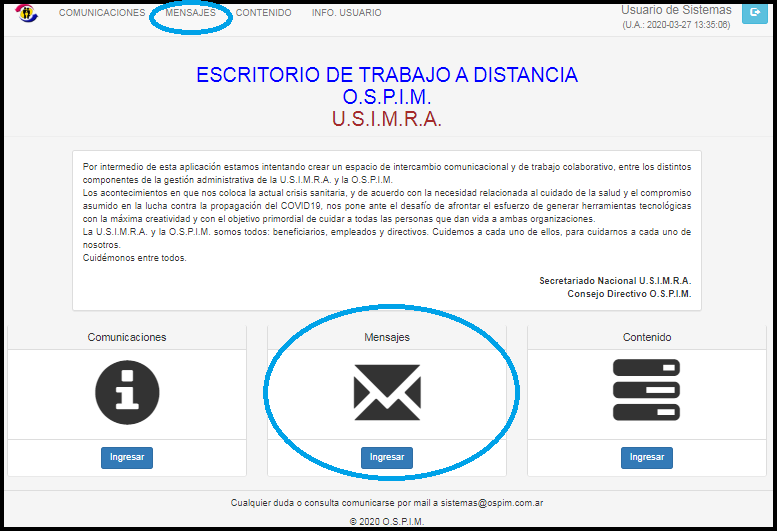 COMUNICACIONES MENSAJES CONTENIDO INFO. USUARIO
Usuario de Sistemas
(U.A.: 2020-03-27 13:35:06)
ESCRITORIO DE TRABAJO A DISTANCIA
O.S.P.I.M.
U.S.I.M.R.A.
Por intermedio de esta aplicación estamos intentando crear un espacio de intercambio comunicacional y de trabajo colaborativo, entre los distintos
componentes de la gestión administrativa de la U.S.I.M.R.A. y la O.S.P.I.M.
Los acontecimientos en que nos coloca la actual crisis sanitaria, y de acuerdo con la necesidad relacionada al cuidado de la salud y el compromiso
asumido en la lucha contra la propagación del COVID19, nos pone ante el desafío de afrontar el esfuerzo de generar herramientas tecnológicas
con la máxima creatividad y con el objetivo primordial de cuidar a todas las personas que dan vida a ambas organizaciones.
La U.S.I.M.R.A. y la O.S.P.I.M. somos todos: beneficiarios, empleados y directivos. Cuidemos a cada uno de ellos, para cuidarnos a cada uno de
nosotros.
Cuidémonos entre todos.
Secretariado Nacional U.S.I.M.R.A.
Consejo Directivo O.S.P.I.M.
Comunicaciones Mensajes Contenido
Ingresar Ingresar Ingresar
Cualquier duda o consulta comunicarse por mail a sistemas@ospim.com.ar
© 2020 O.S.P.I.M.